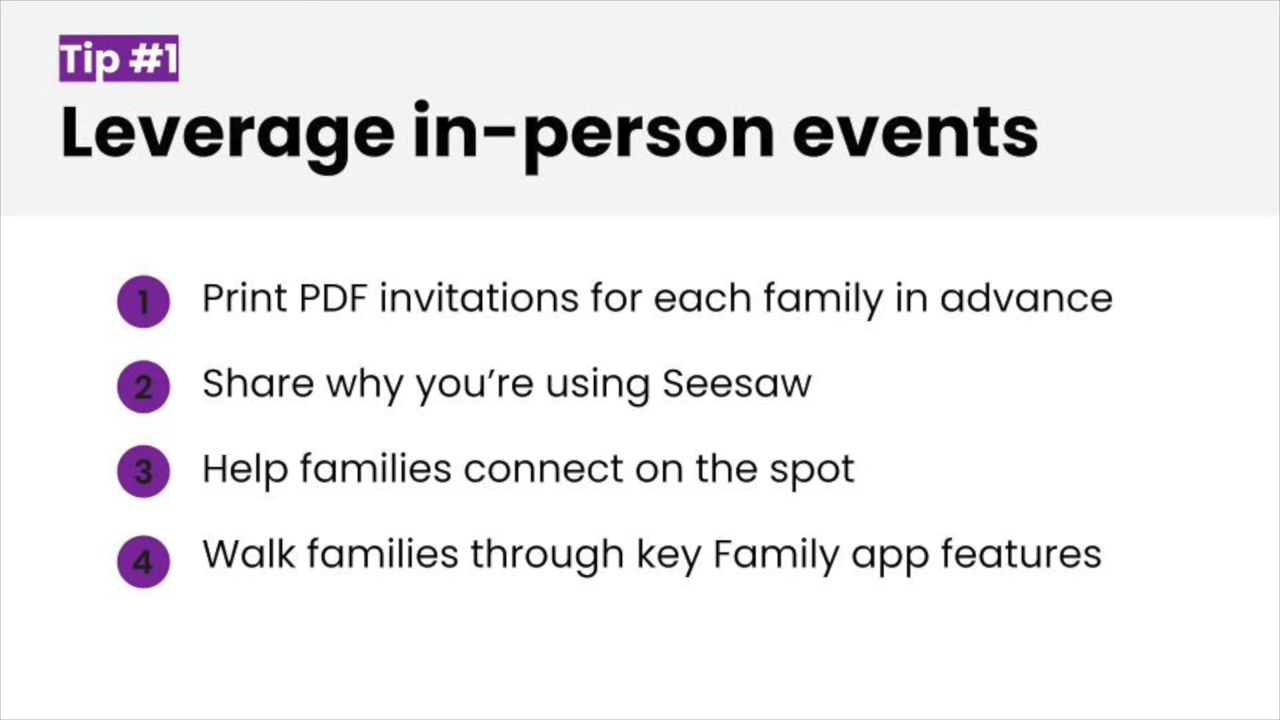 Tip #1
Leverage in-person events
1 Print PDF invitations for each family in advance
2 Share why you’re using Seesaw
3 Help families connect on the spot
4 Walk families through key Family app features